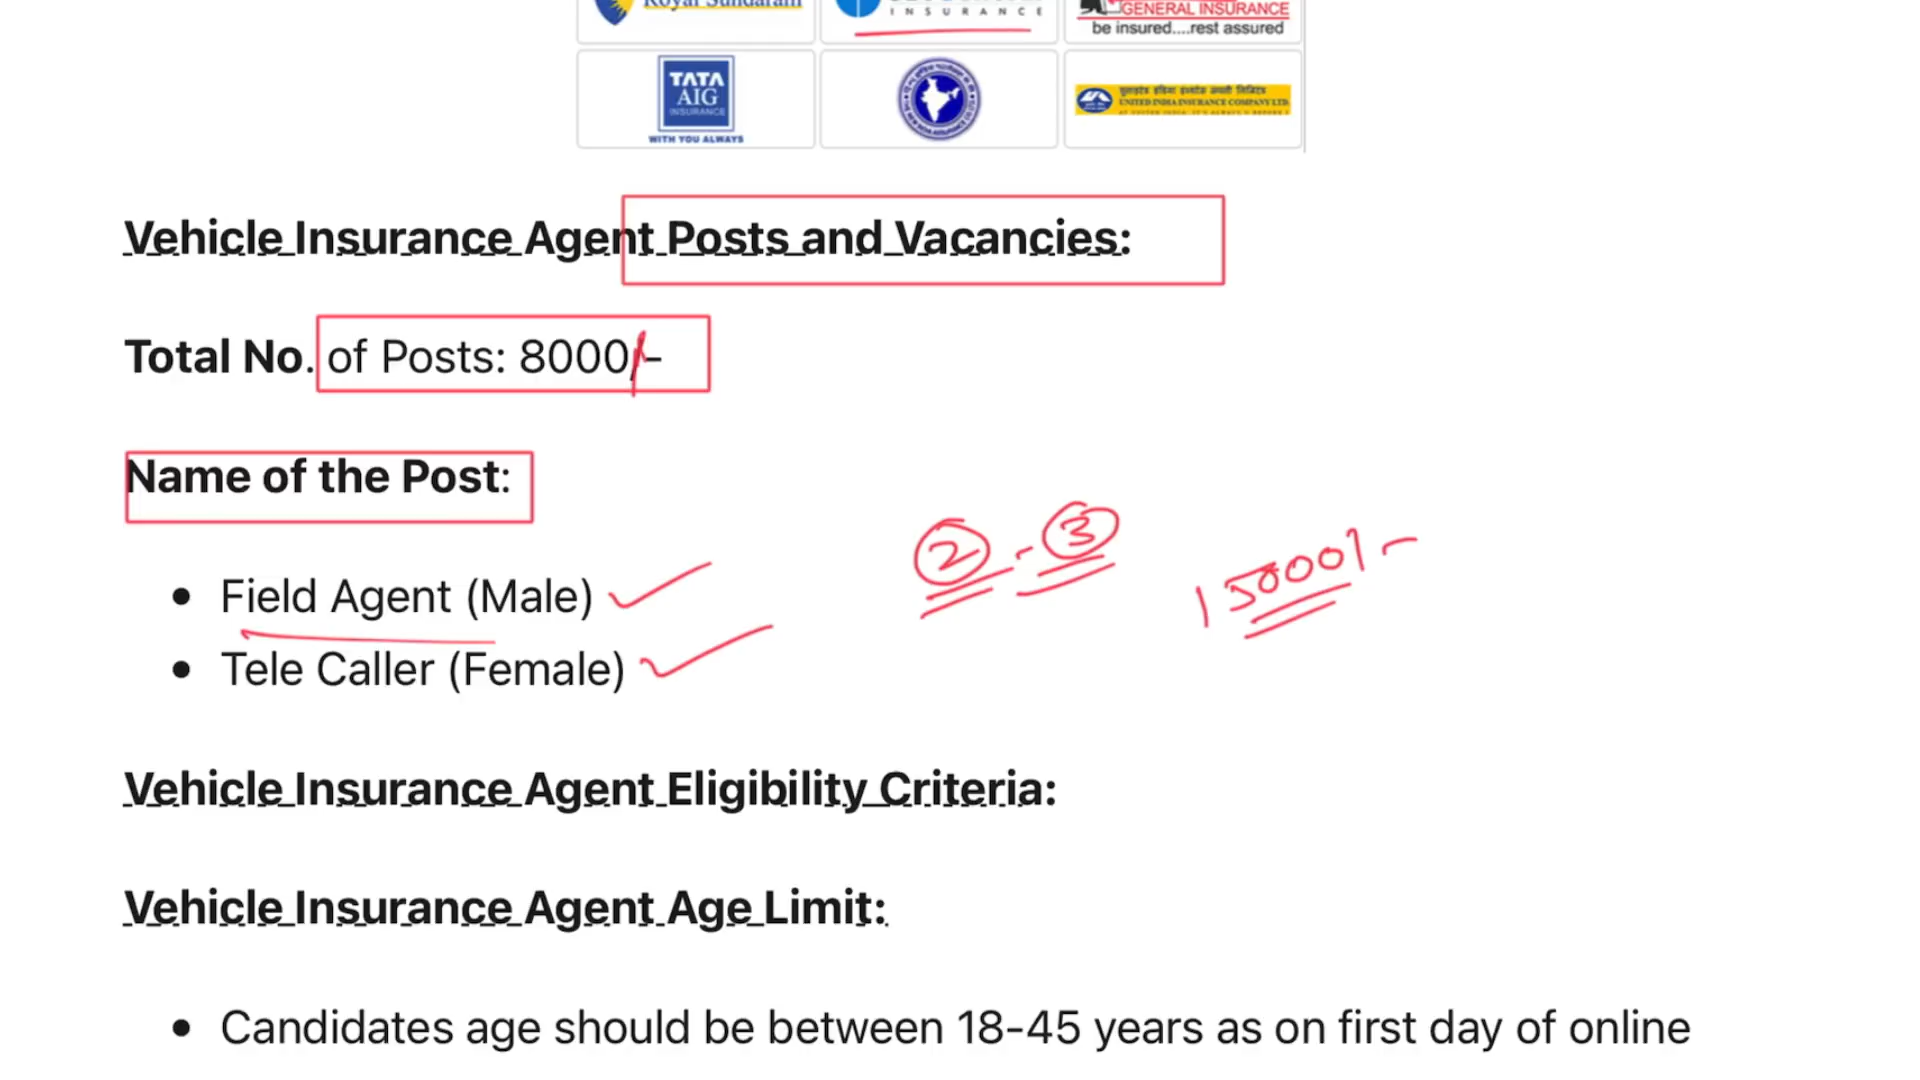 Royal Sundaram
INSURANCE
GENERAL INSURANCE
be insured....rest assured
TATA
AIG
INSURANCE
WITH YOU ALWAYS
UNITED INDIA INSURANCE COMPANY LTD.
Vehicle Insurance Agent Posts and Vacancies:
Total No. of Posts: 8000/-
Name of the Post:
Field Agent (Male)
2 - 3
15000/-
Tele Caller (Female)
Vehicle Insurance Agent Eligibility Criteria:
Vehicle Insurance Agent Age Limit:
Candidates age should be between 18-45 years as on first day of online